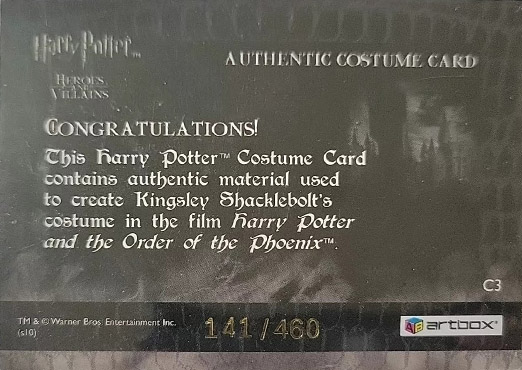 Harry Potter™
HEROES
AND
VILLAINS
AUTHENTIC COSTUME CARD
CONGRATULATIONS!
This Harry Potter™ Costume Card
contains authentic material used
to create Kingsley Shacklebolt's
costume in the film Harry Potter
and the Order of the Phoenix™.
C3
TM & © Warner Bros. Entertainment Inc.
(s10)
141/460
artbox®